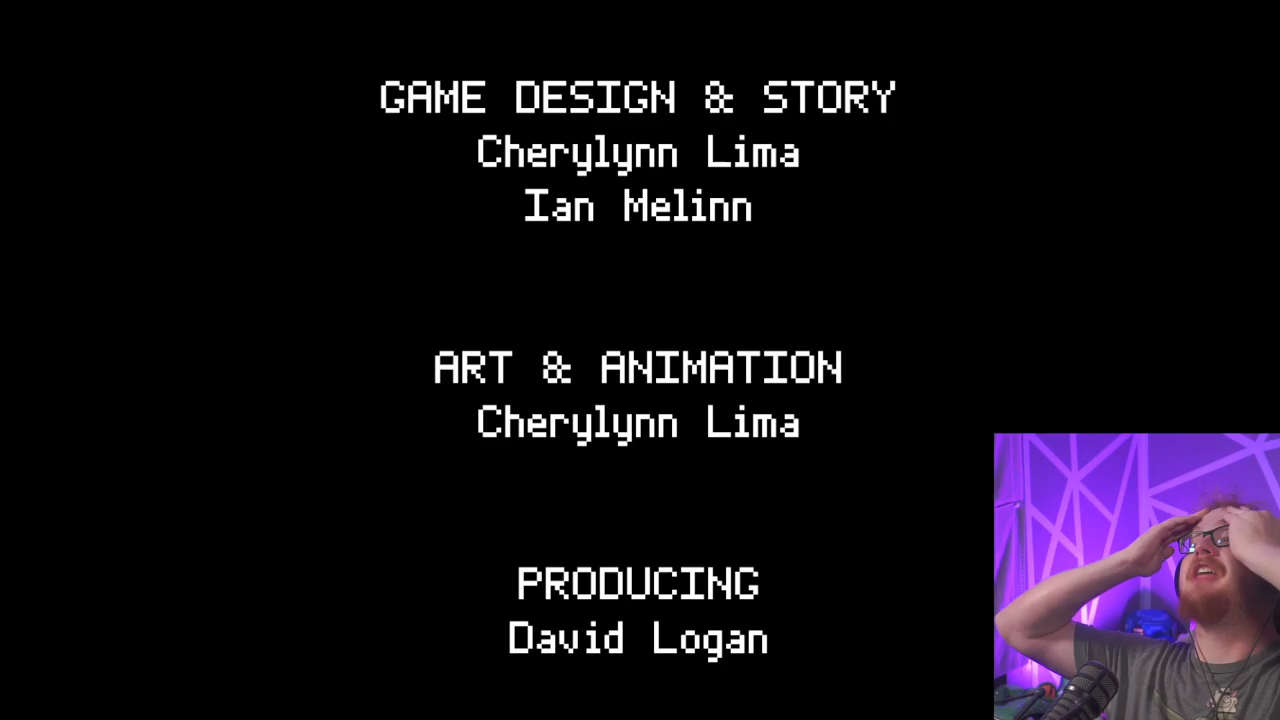 GAME DESIGN & STORY
Cherylynn Lima
Ian Melinn
ART & ANIMATION
Cherylynn Lima
PRODUCING
David Logan